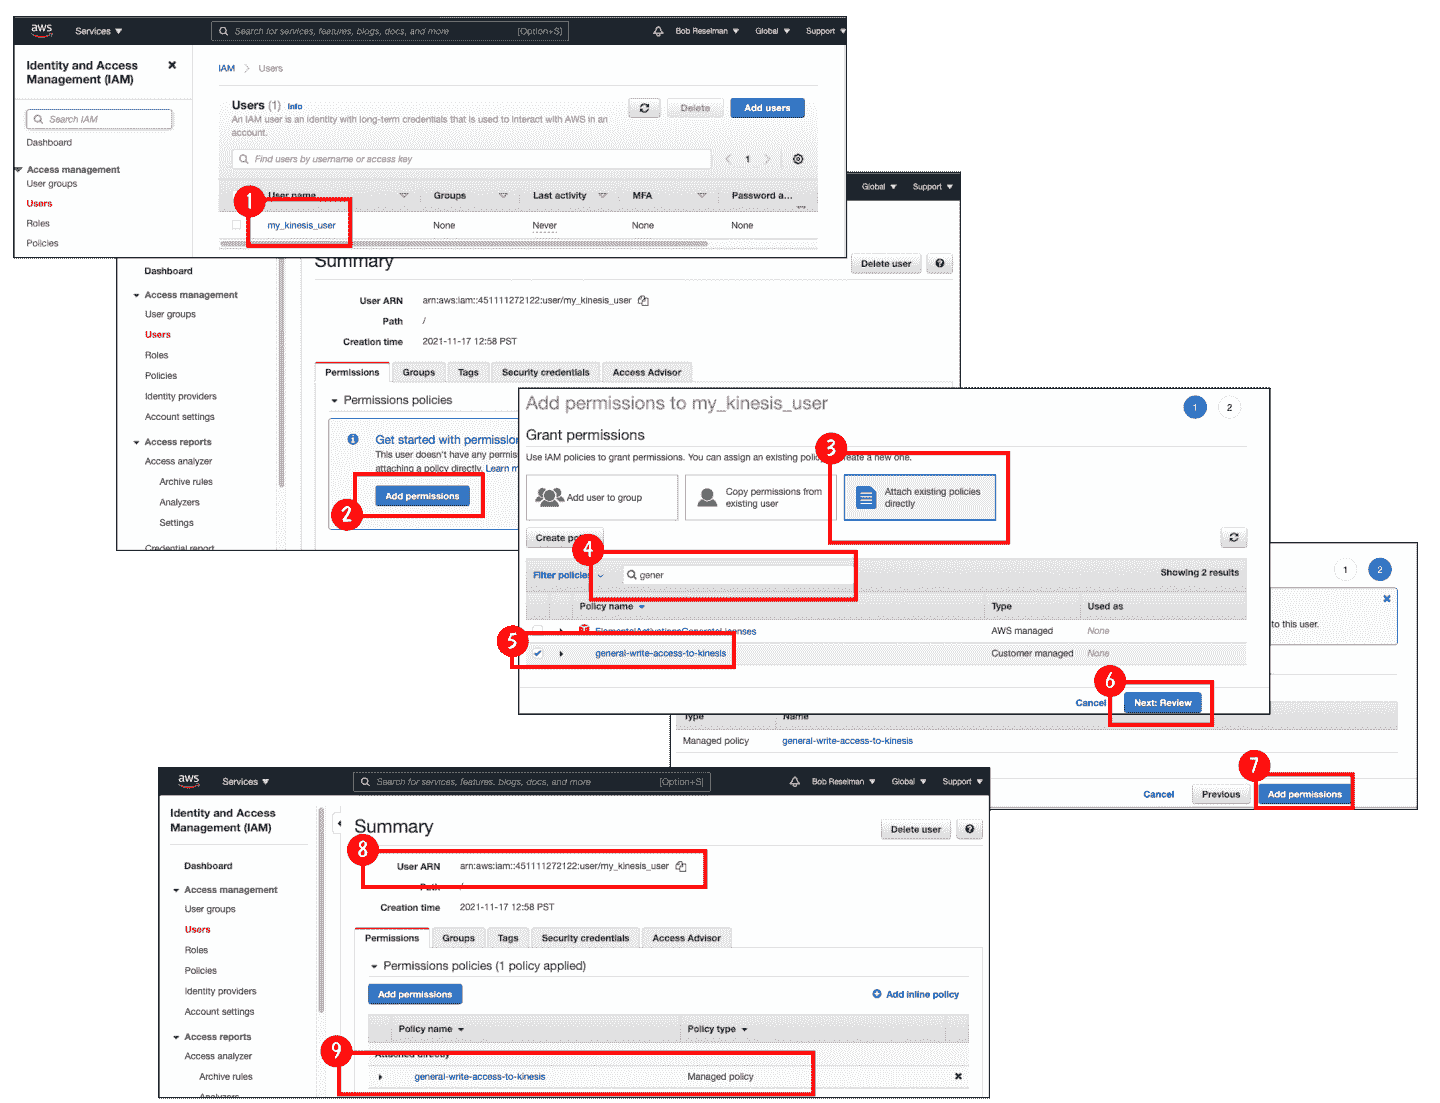 aws Services ▼ Search for services, features, blogs, docs, and more [Option+S] Bob Reselman ▼ Global ▼ Support ▼
Identity and Access
Management (IAM)
Search IAM
Dashboard
Access management
User groups
Users
Roles
Policies
IAM > Users
Users (1) Info
Delete
Add users
An IAM user is an identity with long-term credentials that is used to interact with AWS in an
account.
Find users by username or access key
1
User name Groups Last activity MFA Password a...
1
my_kinesis_user None Never None None
Global ▼ Support ▼
Dashboard
Access management
User groups
Users
Roles
Policies
Identity providers
Account settings
Access reports
Access analyzer
Archive rules
Analyzers
Settings
Credential report
Summary
Delete user
User ARN arn:aws:iam::451111272122:user/my_kinesis_user
Path /
Creation time 2021-11-17 12:58 PST
Permissions Groups Tags Security credentials Access Advisor
Permissions policies
Get started with permission
This user doesn't have any permis
attaching a policy directly. Learn m
Add permissions
2
Add permissions to my_kinesis_user
1 2
Grant permissions
3
Use IAM policies to grant permissions. You can assign an existing policy create a new one.
Add user to group
Copy permissions from
existing user
Attach existing policies
directly
Create po
4
Filter policies gener Showing 2 results
Policy name Type Used as
ElementalActivationsGenerateLicenses AWS managed None
5
general-write-access-to-kinesis Customer managed None
6
Cancel Next: Review
1 2
to this user.
Type Name
Managed policy general-write-access-to-kinesis
7
Cancel Previous Add permissions
aws Services ▼ Search for services, features, blogs, docs, and more [Option+S] Bob Reselman ▼ Global ▼ Support ▼
Identity and Access
Management (IAM)
Dashboard
Access management
User groups
Users
Roles
Policies
Identity providers
Account settings
Access reports
Access analyzer
Archive rules
Analyzers
Summary
Delete user
8
User ARN arn:aws:iam::451111272122:user/my_kinesis_user
Path /
Creation time 2021-11-17 12:58 PST
Permissions Groups Tags Security credentials Access Advisor
Permissions policies (1 policy applied)
Add permissions
Add inline policy
Policy name Policy type
9
Attached directly
general-write-access-to-kinesis Managed policy